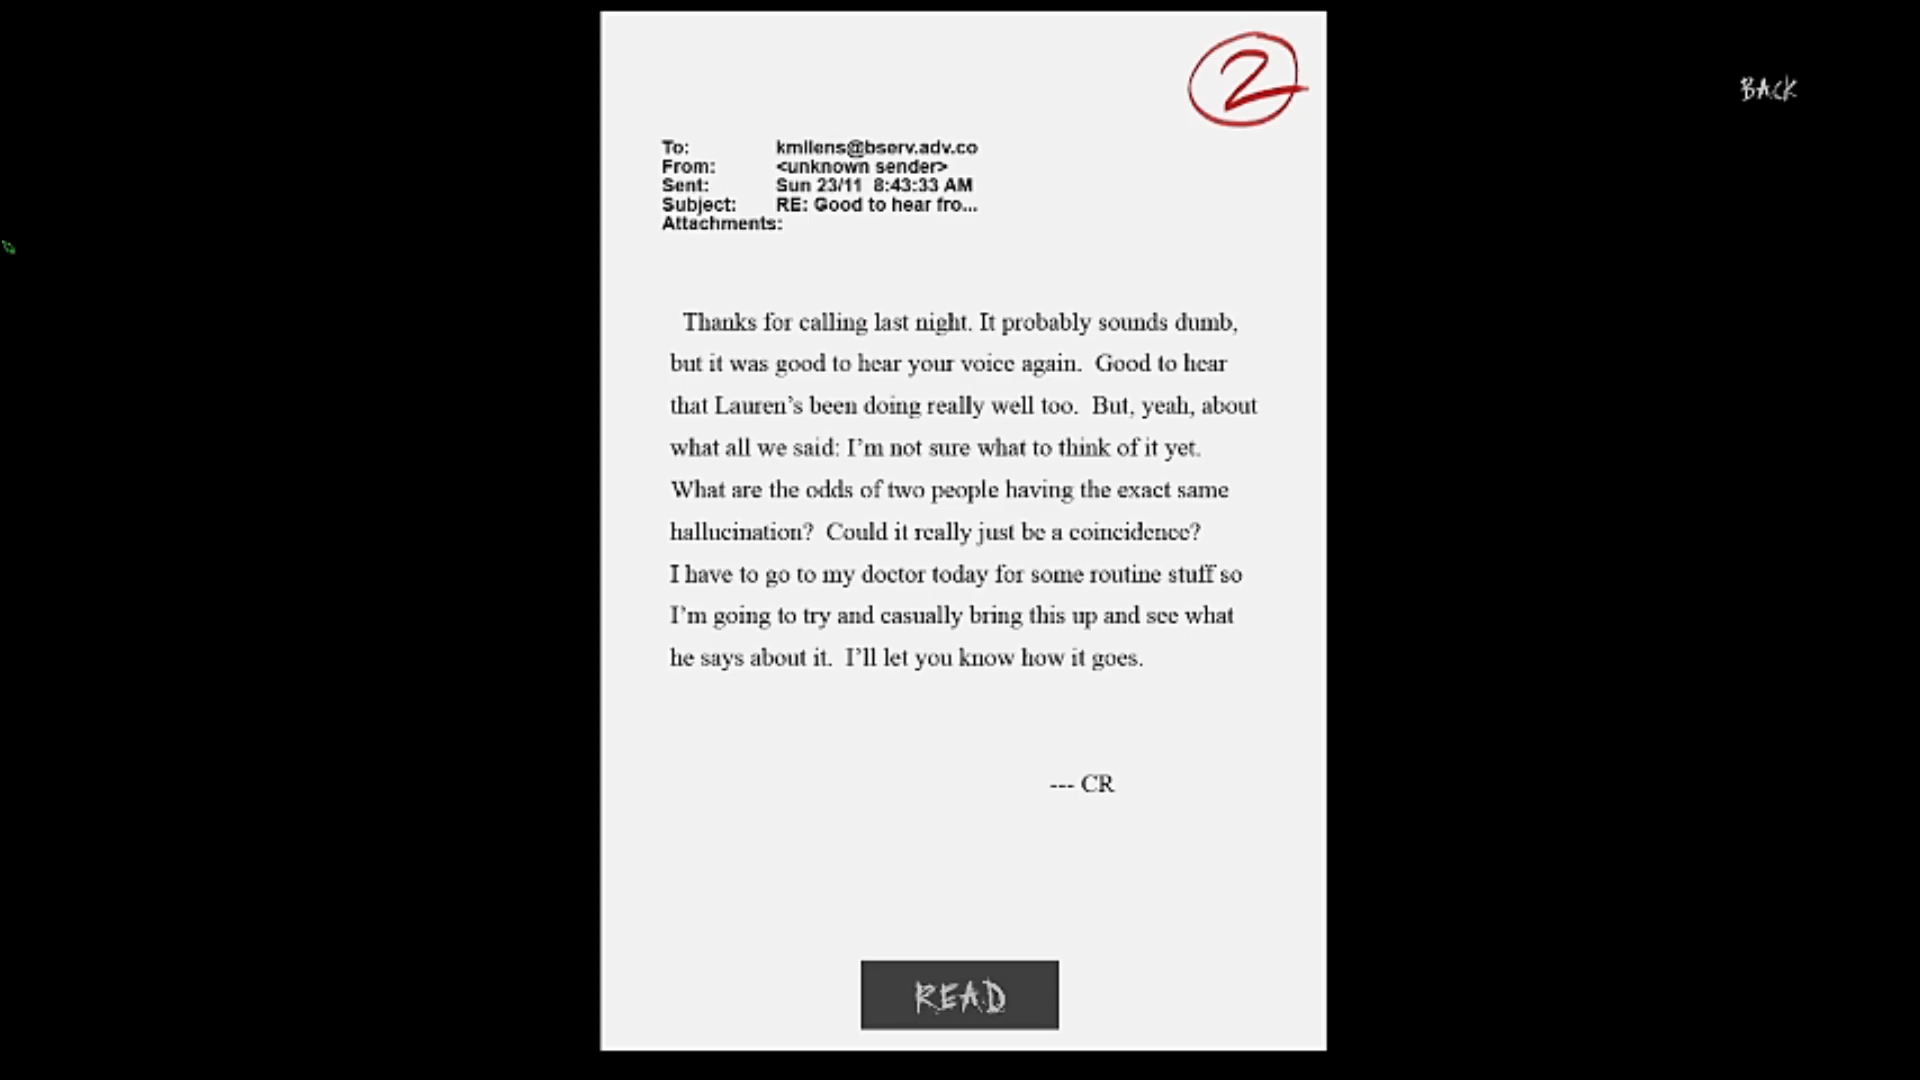 2
BACK
To: kmilens@bserv.adv.co
From: <unknown sender>
Sent: Sun 23/11 8:43:33 AM
Subject: RE: Good to hear fro...
Attachments:
Thanks for calling last night. It probably sounds dumb,
but it was good to hear your voice again. Good to hear
that Lauren's been doing really well too. But, yeah, about
what all we said: I'm not sure what to think of it yet.
What are the odds of two people having the exact same
hallucination? Could it really just be a coincidence?
I have to go to my doctor today for some routine stuff so
I'm going to try and casually bring this up and see what
he says about it. I'll let you know how it goes.
--- CR
READ